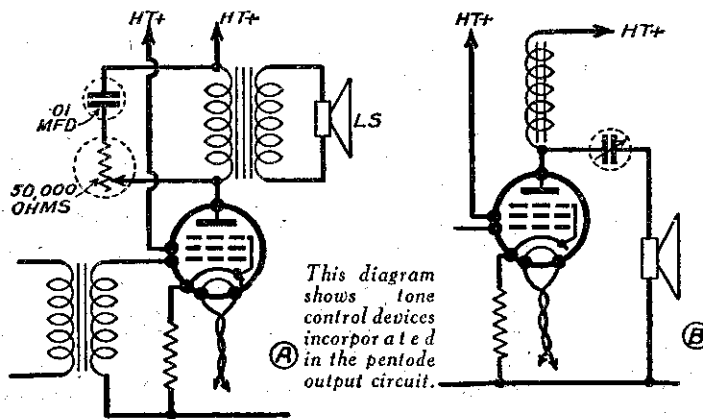 HT+
HT+
.01
MFD
50,000
OHMS
LS
This diagram
shows tone
control devices
incorporated
in the pentode
output circuit.
A
HT+
HT+
B